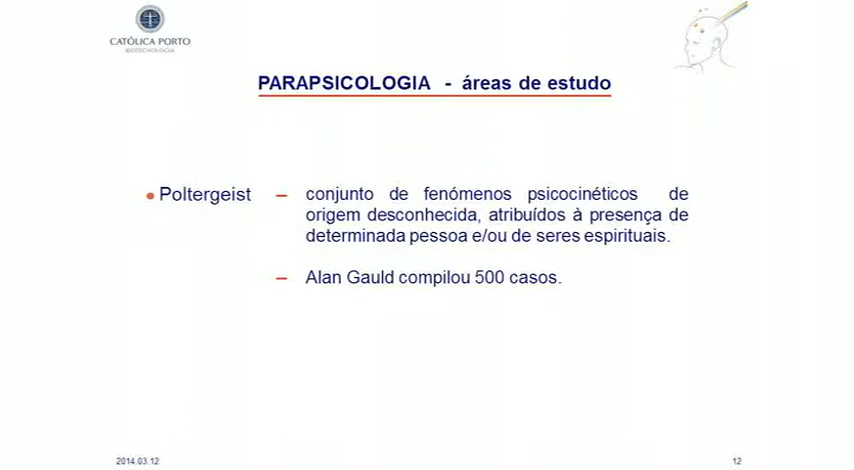 CATÓLICA PORTO
BIOTECNOLOGIA
PARAPSICOLOGIA - áreas de estudo
• Poltergeist – conjunto de fenómenos psicocinéticos de
origem desconhecida, atribuídos à presença de
determinada pessoa e/ou de seres espirituais.
– Alan Gauld compilou 500 casos.
2014.03.12
12